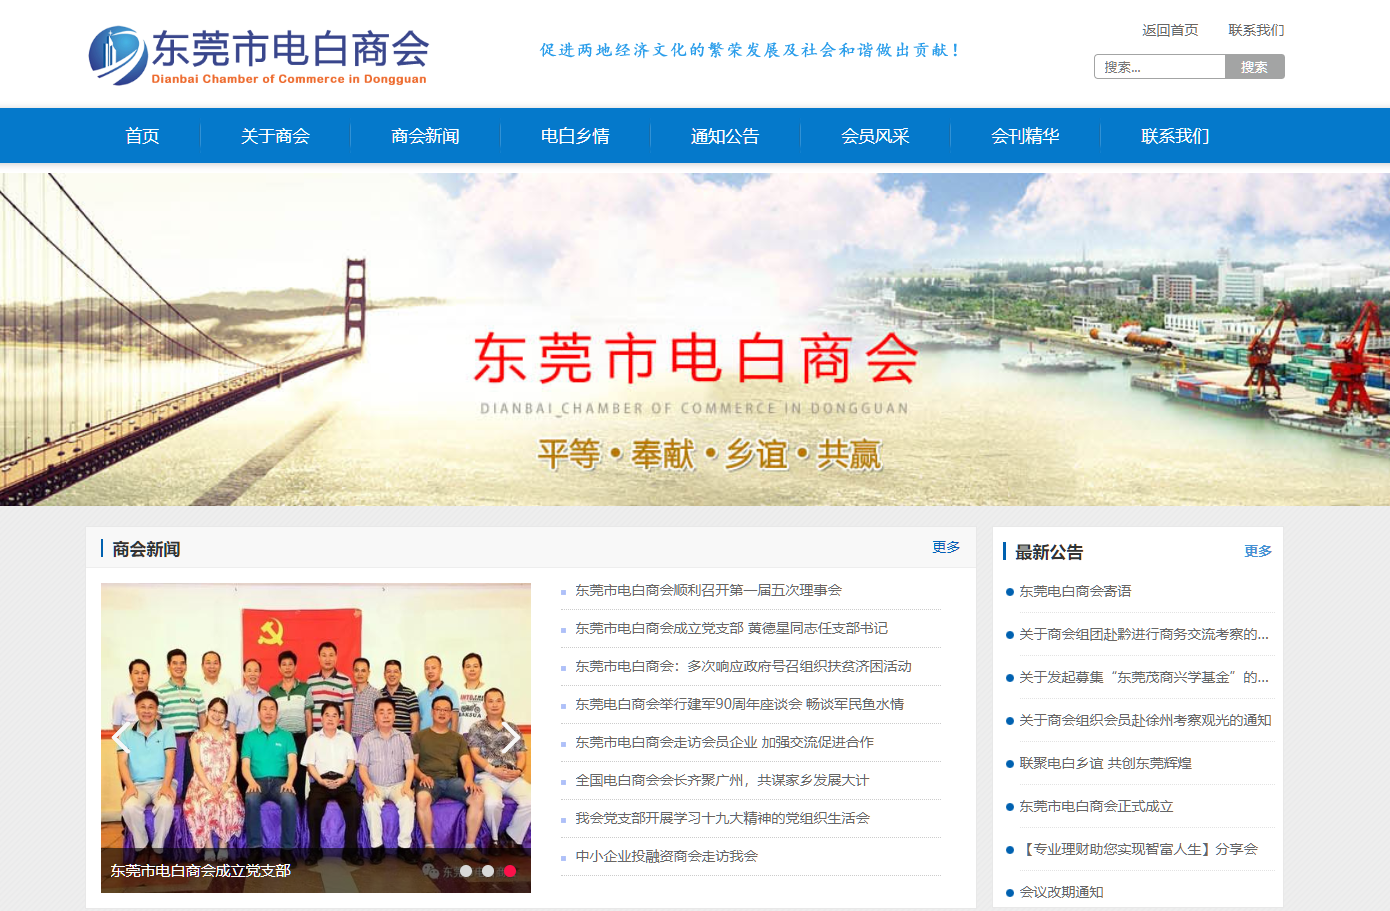 东莞市电白商会
Dianbai Chamber of Commerce in Dongguan
促进两地经济文化的繁荣发展及社会和谐做出贡献！
返回首页 联系我们
搜索... 搜索
首页 关于商会 商会新闻 电白乡情 通知公告 会员风采 会刊精华 联系我们
东莞市电白商会
DIANBAI_CHAMBER OF COMMERCE IN DONGGUAN
平等·奉献·乡谊·共赢
商会新闻 更多
东莞市电白商会成立党支部
东莞市电白商会顺利召开第一届五次理事会
东莞市电白商会成立党支部 黄德星同志任支部书记
东莞市电白商会：多次响应政府号召组织扶贫济困活动
东莞电白商会举行建军90周年座谈会 畅谈军民鱼水情
东莞市电白商会走访会员企业 加强交流促进合作
全国电白商会会长齐聚广州，共谋家乡发展大计
我会党支部开展学习十九大精神的党组织生活会
中小企业投融资商会走访我会
最新公告 更多
东莞电白商会寄语
关于商会组团赴黔进行商务交流考察的...
关于发起募集“东莞茂商兴学基金”的...
关于商会组织会员赴徐州考察观光的通知
联聚电白乡谊 共创东莞辉煌
东莞市电白商会正式成立
【专业理财助您实现智富人生】分享会
会议改期通知